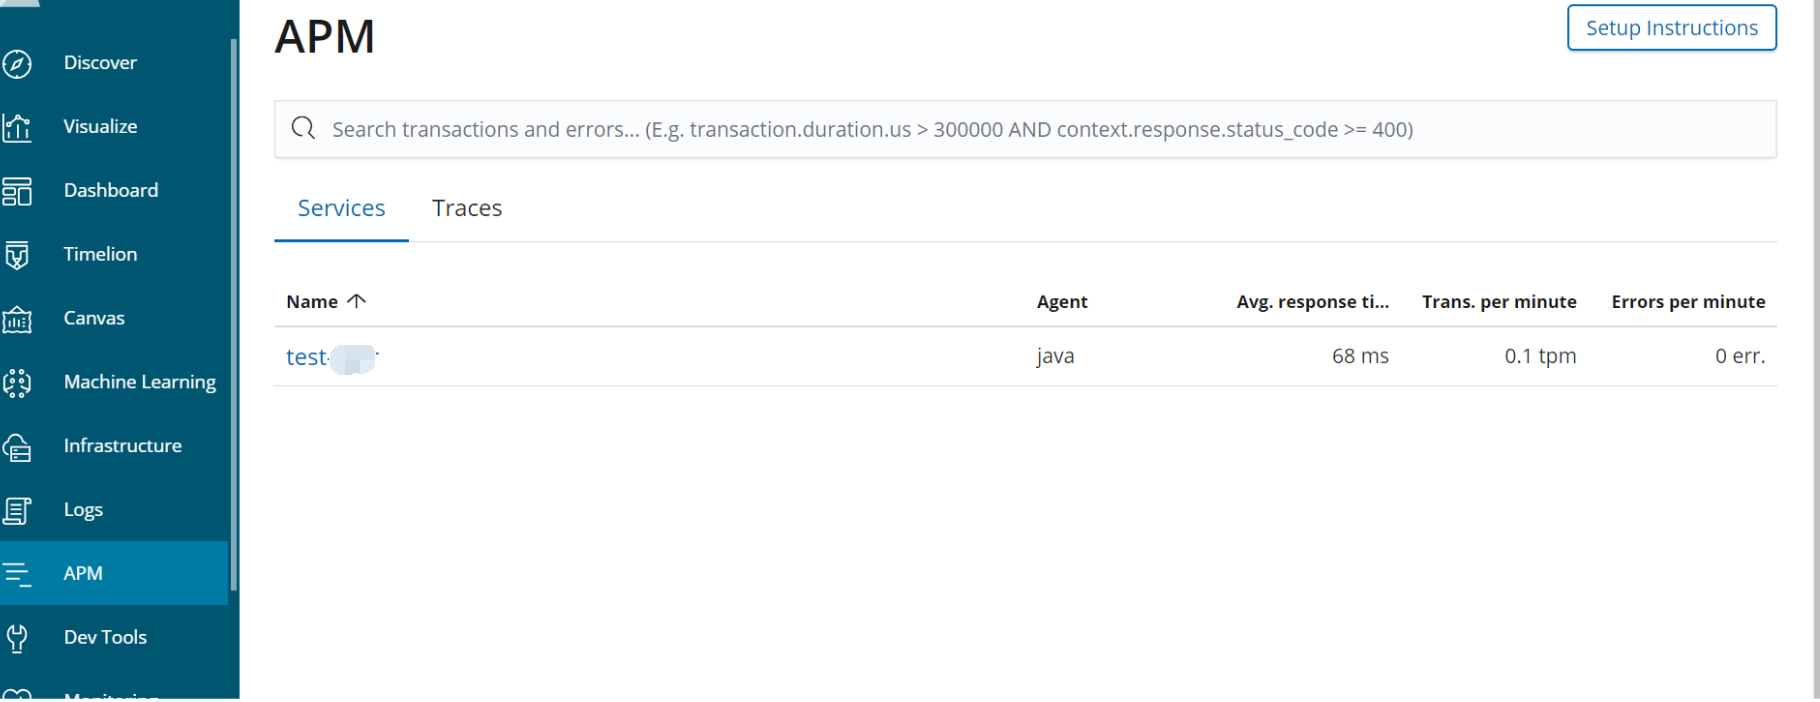 APM
Setup Instructions
Discover
Visualize
Dashboard
Timelion
Canvas
Machine Learning
Infrastructure
Logs
APM
Dev Tools
Monitoring
Search transactions and errors... (E.g. transaction.duration.us > 300000 AND context.response.status_code >= 400)
Services Traces
Name Agent Avg. response ti... Trans. per minute Errors per minute
test- java 68 ms 0.1 tpm 0 err.